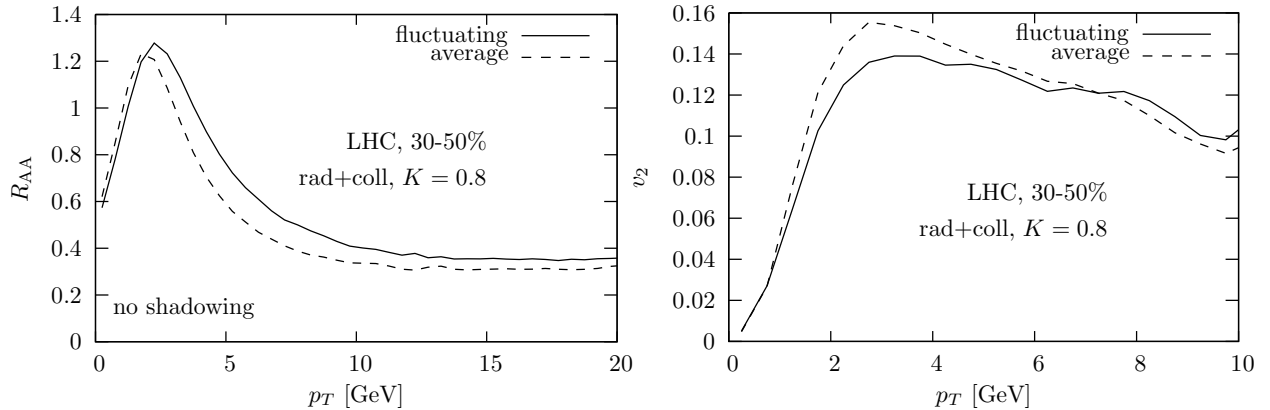 1.4
1.2
1
0.8
0.6
0.4
0.2
0
R_AA
fluctuating
average
LHC, 30-50%
rad+coll, K = 0.8
no shadowing
0 5 10 15 20
p_T [GeV]
0.16
0.14
0.12
0.1
0.08
0.06
0.04
0.02
0
v_2
fluctuating
average
LHC, 30-50%
rad+coll, K = 0.8
0 2 4 6 8 10
p_T [GeV]